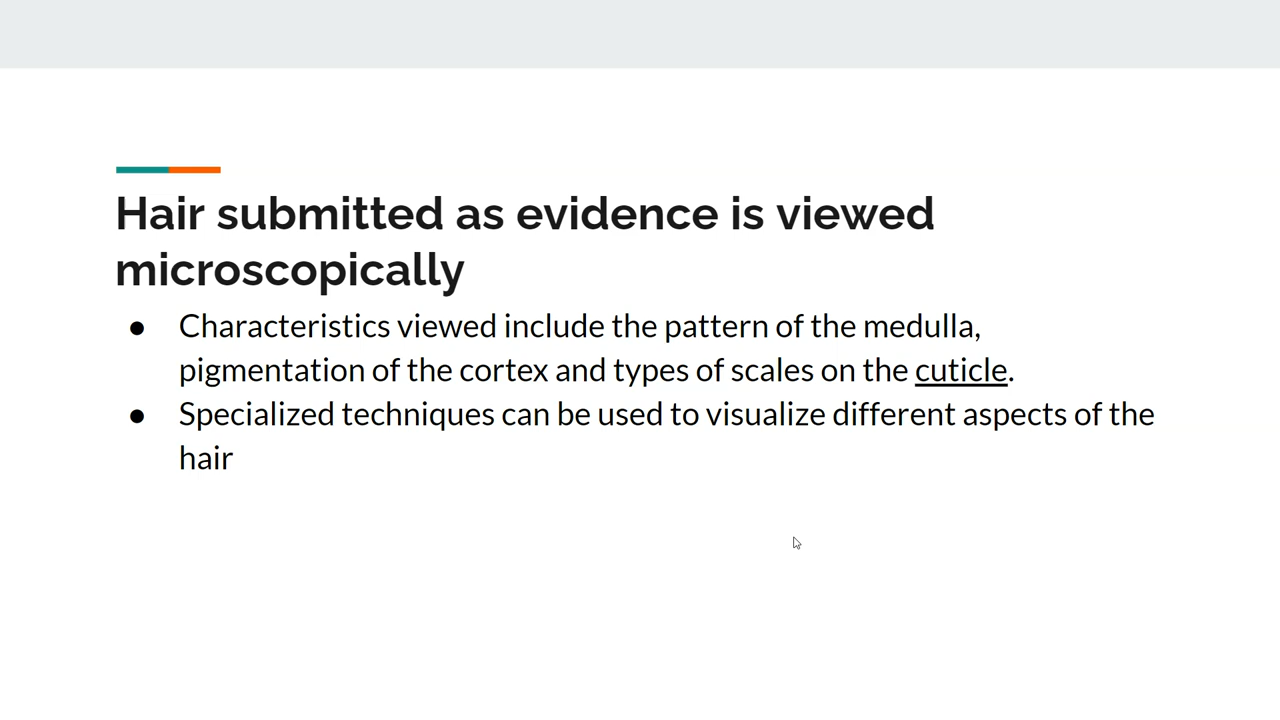 Hair submitted as evidence is viewed
microscopically
● Characteristics viewed include the pattern of the medulla,
pigmentation of the cortex and types of scales on the cuticle.
● Specialized techniques can be used to visualize different aspects of the
hair